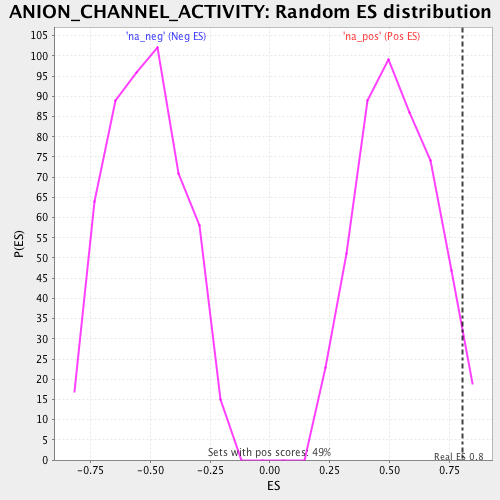 ANION_CHANNEL_ACTIVITY: Random ES distribution
'na_neg' (Neg ES)
'na_pos' (Pos ES)
105
100
95
90
85
80
75
70
65
60
55
50
45
40
35
30
25
20
15
10
5
0
P(ES)
Sets with pos scores: 49%
Real ES 0.8
-0.75 -0.50 -0.25 0.00 0.25 0.50 0.75
ES